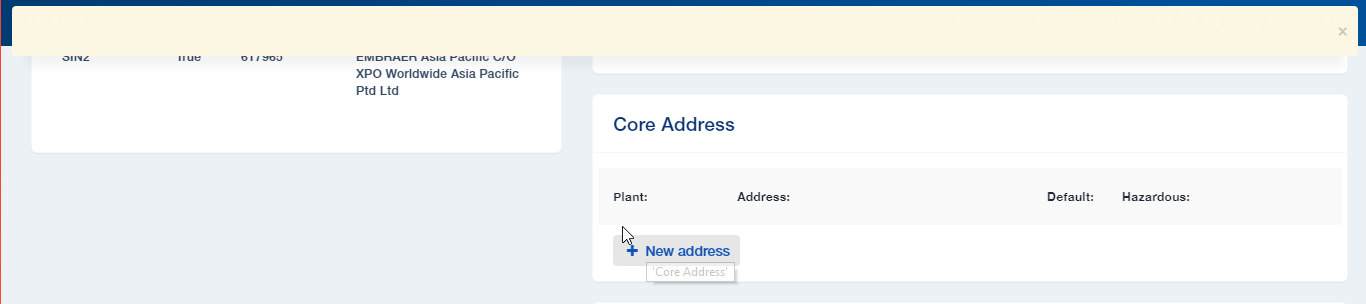 ×
SIN2 True 617965 EMBRAER Asia Pacific C/O
XPO Worldwide Asia Pacific
Ptd Ltd
Core Address
Plant: Address: Default: Hazardous:
+ New address
'Core Address'